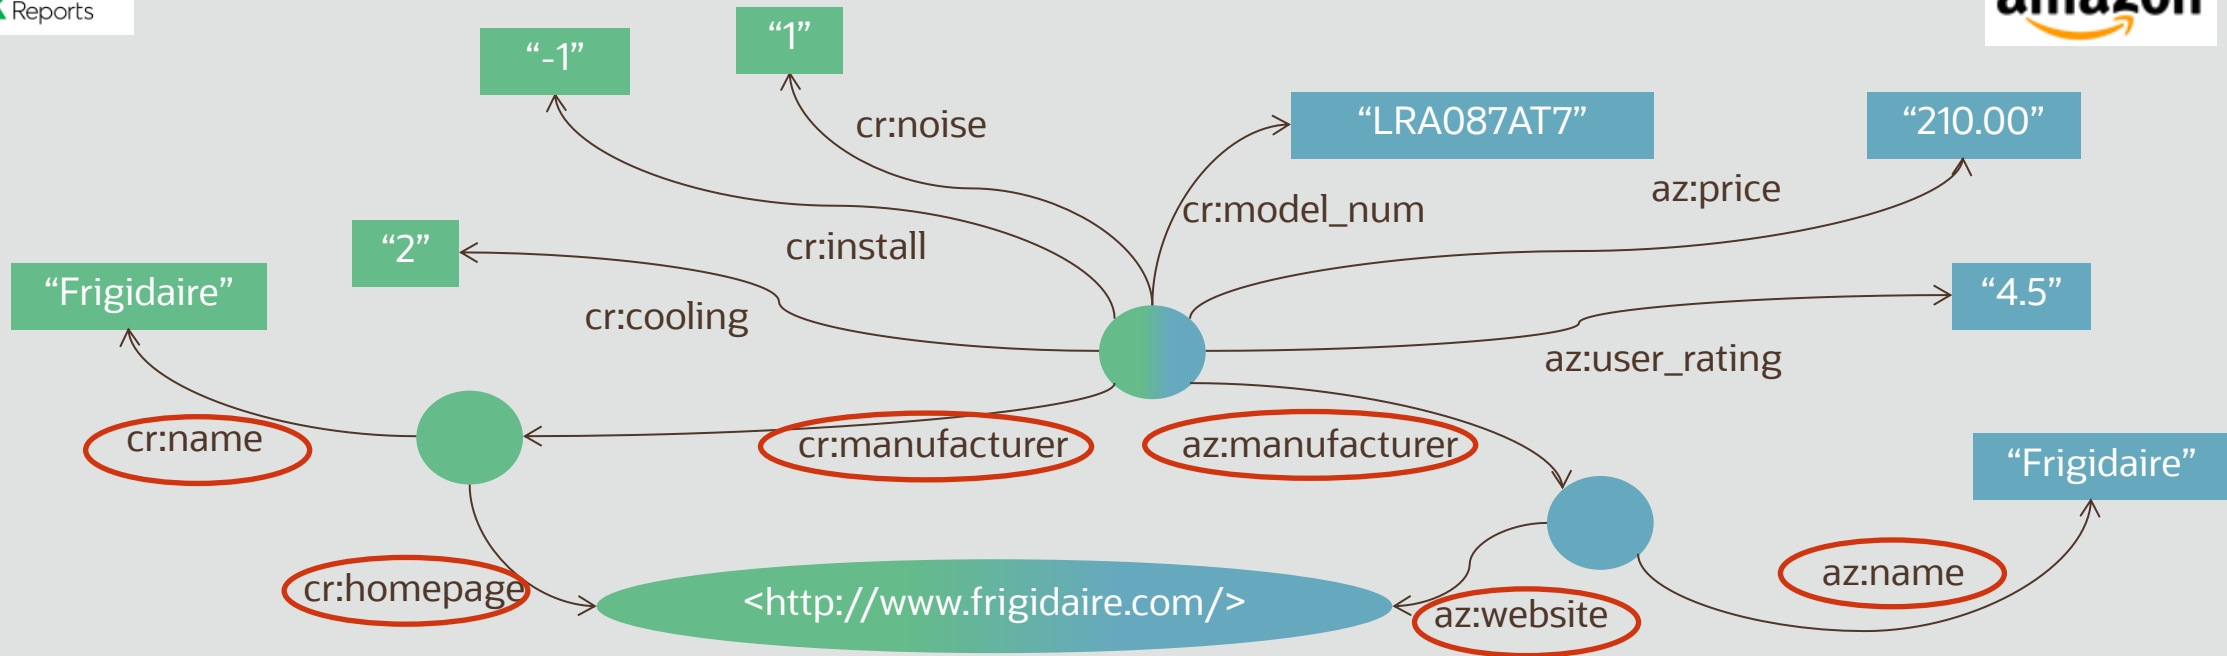 Reports
amazon
“-1”
“1”
cr:noise
“LRA087AT7”
“210.00”
az:price
cr:model_num
“2”
cr:install
“Frigidaire”
“4.5”
cr:cooling
az:user_rating
cr:name
cr:manufacturer
az:manufacturer
“Frigidaire”
cr:homepage
<http://www.frigidaire.com/>
az:website
az:name